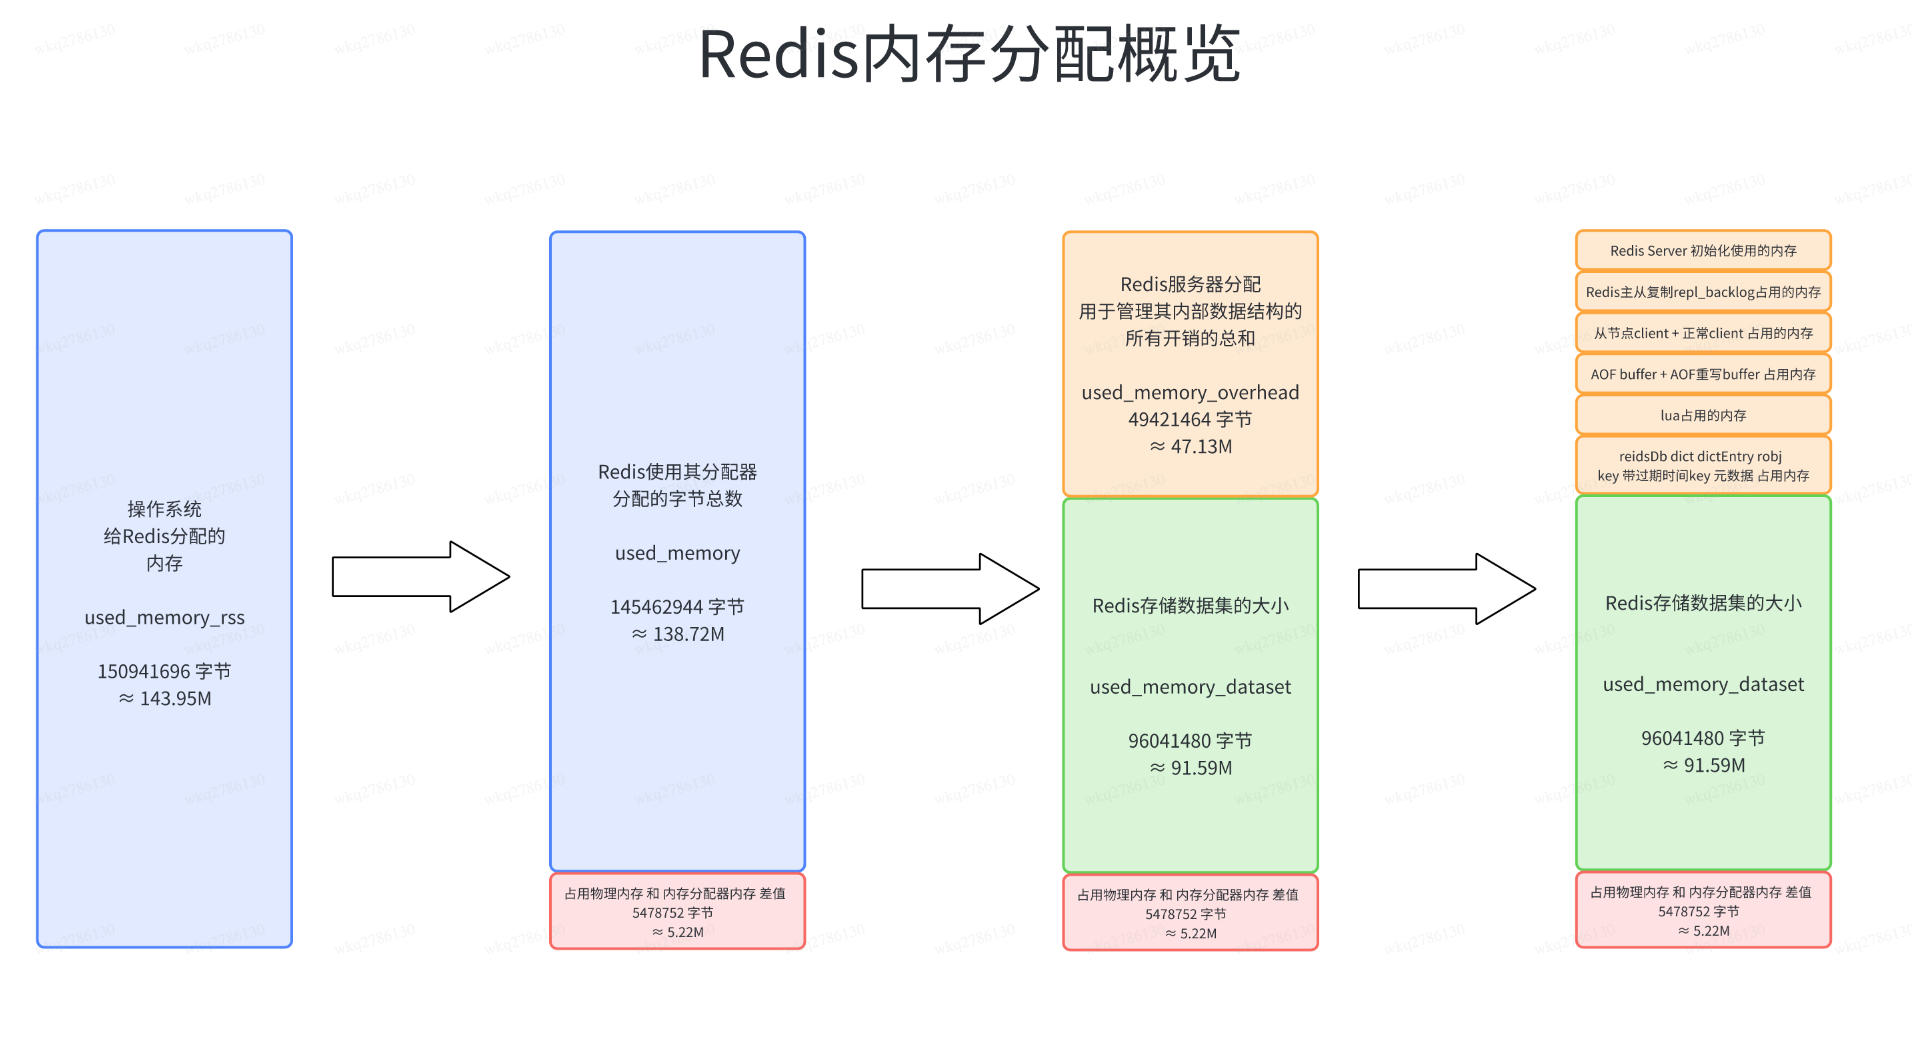 Redis内存分配概览
操作系统
给Redis分配的
内存
used_memory_rss
150941696 字节
≈ 143.95M
Redis使用其分配器
分配的字节总数
used_memory
145462944 字节
≈ 138.72M
占用物理内存 和 内存分配器内存 差值
5478752 字节
≈ 5.22M
Redis服务器分配
用于管理其内部数据结构的
所有开销的总和
used_memory_overhead
49421464 字节
≈ 47.13M
Redis存储数据集的大小
used_memory_dataset
96041480 字节
≈ 91.59M
占用物理内存 和 内存分配器内存 差值
5478752 字节
≈ 5.22M
Redis Server 初始化使用的内存
Redis主从复制repl_backlog占用的内存
从节点client + 正常client 占用的内存
AOF buffer + AOF重写buffer 占用内存
lua占用的内存
reidsDb dict dictEntry robj
key 带过期时间key 元数据 占用内存
Redis存储数据集的大小
used_memory_dataset
96041480 字节
≈ 91.59M
占用物理内存 和 内存分配器内存 差值
5478752 字节
≈ 5.22M
wkq2786130